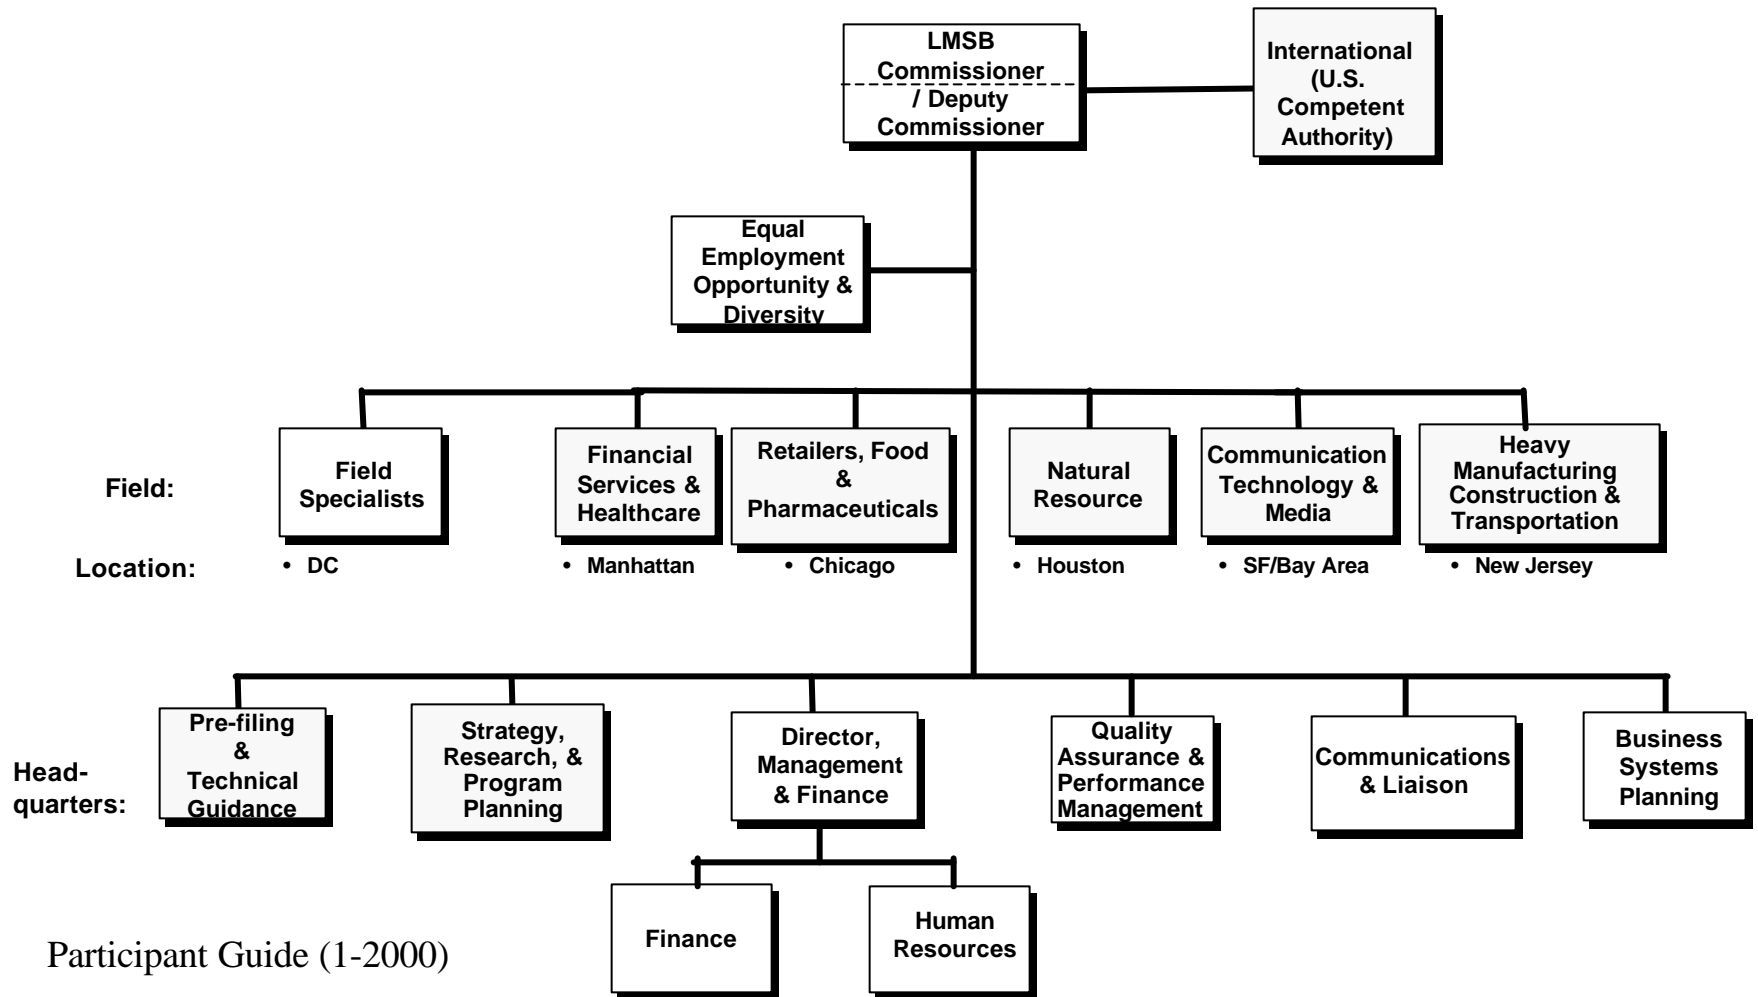 LMSB
Commissioner
/ Deputy
Commissioner
International
(U.S.
Competent
Authority)
Equal
Employment
Opportunity &
Diversity
Field:
Field
Specialists
Financial
Services &
Healthcare
Retailers, Food
&
Pharmaceuticals
Natural
Resource
Communication
Technology &
Media
Heavy
Manufacturing
Construction &
Transportation
Location:
• DC
• Manhattan
• Chicago
• Houston
• SF/Bay Area
• New Jersey
Head-
quarters:
Pre-filing
&
Technical
Guidance
Strategy,
Research, &
Program
Planning
Director,
Management
& Finance
Quality
Assurance &
Performance
Management
Communications
& Liaison
Business
Systems
Planning
Finance
Human
Resources
Participant Guide (1-2000)